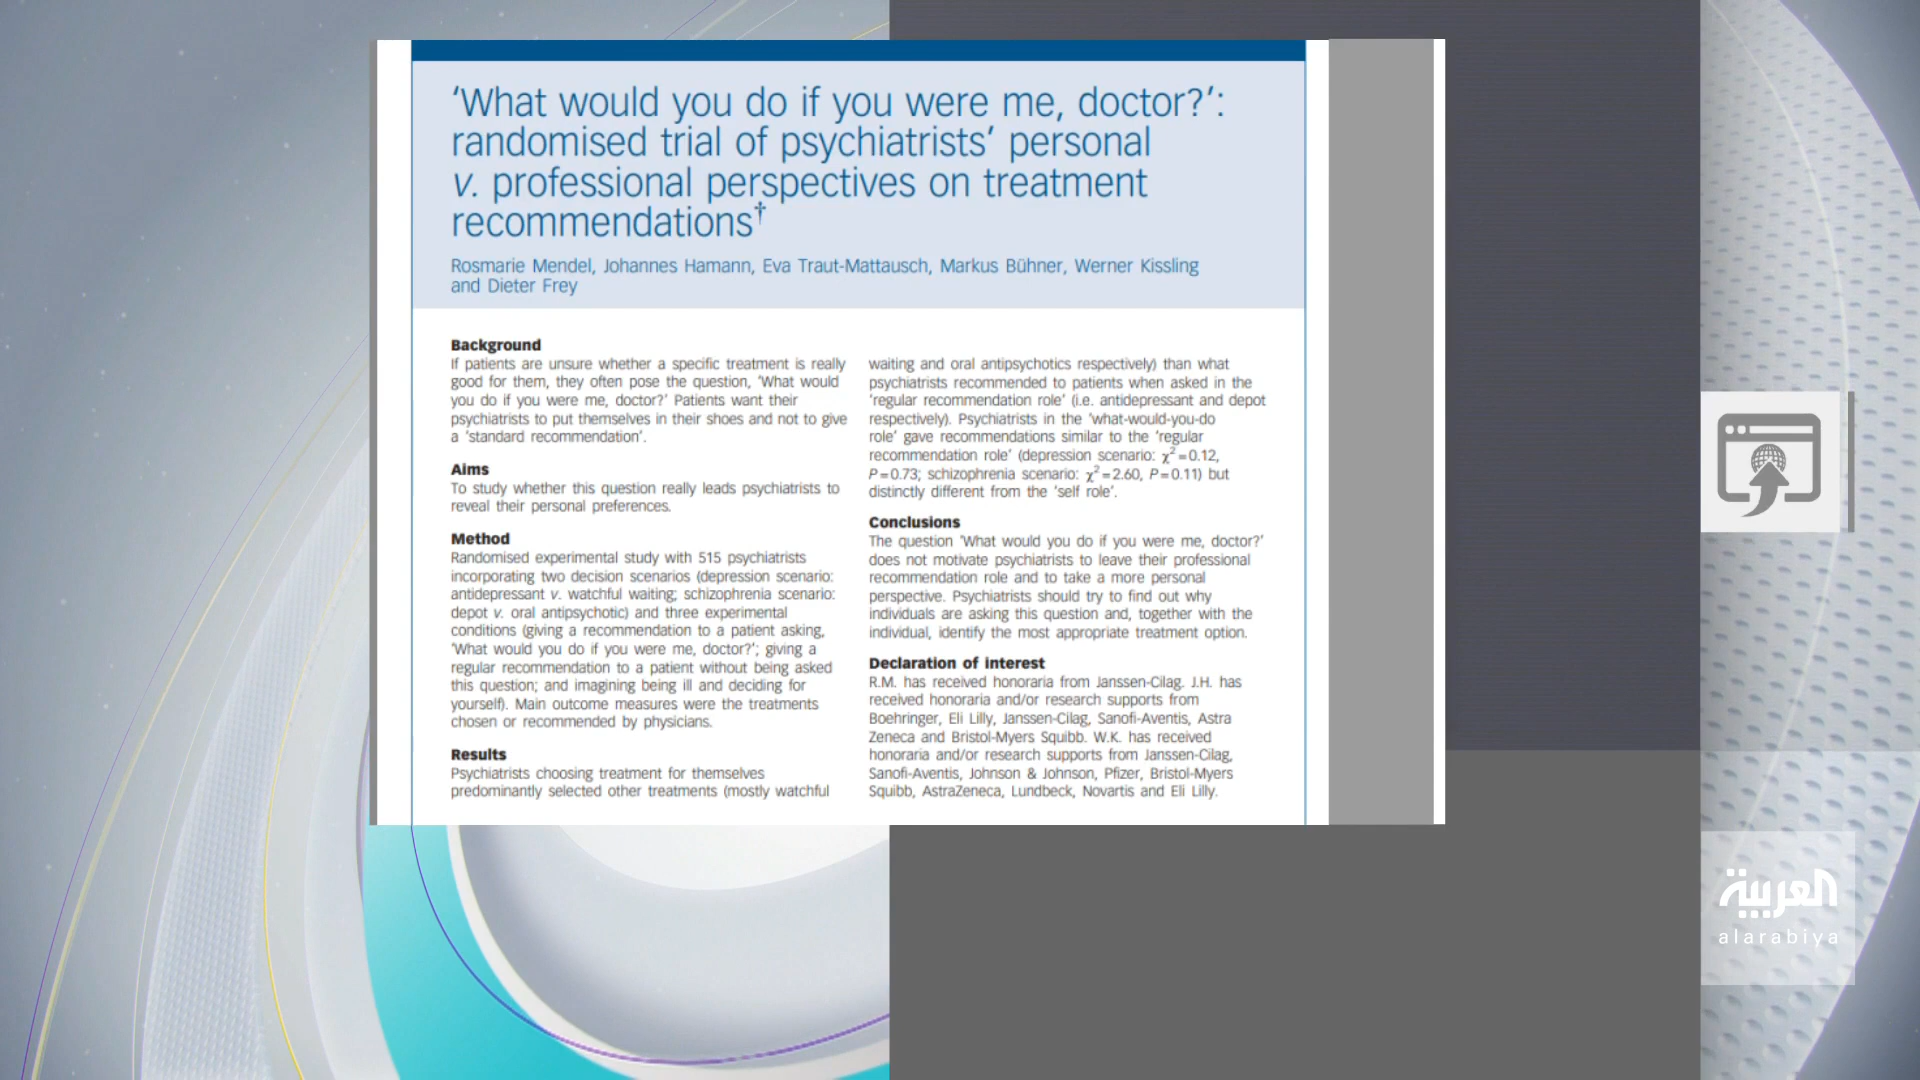 ‘What would you do if you were me, doctor?’:
randomised trial of psychiatrists’ personal
v. professional perspectives on treatment
recommendations†
Rosmarie Mendel, Johannes Hamann, Eva Traut-Mattausch, Markus Bühner, Werner Kissling
and Dieter Frey
Background
If patients are unsure whether a specific treatment is really
good for them, they often pose the question, ‘What would
you do if you were me, doctor?’ Patients want their
psychiatrists to put themselves in their shoes and not to give
a ‘standard recommendation’.
Aims
To study whether this question really leads psychiatrists to
reveal their personal preferences.
Method
Randomised experimental study with 515 psychiatrists
incorporating two decision scenarios (depression scenario:
antidepressant v. watchful waiting; schizophrenia scenario:
depot v. oral antipsychotic) and three experimental
conditions (giving a recommendation to a patient asking,
‘What would you do if you were me, doctor?’; giving a
regular recommendation to a patient without being asked
this question; and imagining being ill and deciding for
yourself). Main outcome measures were the treatments
chosen or recommended by physicians.
Results
Psychiatrists choosing treatment for themselves
predominantly selected other treatments (mostly watchful
waiting and oral antipsychotics respectively) than what
psychiatrists recommended to patients when asked in the
‘regular recommendation role’ (i.e. antidepressant and depot
respectively). Psychiatrists in the ‘what-would-you-do
role’ gave recommendations similar to the ‘regular
recommendation role’ (depression scenario: χ²=0.12,
P=0.73; schizophrenia scenario: χ²=2.60, P=0.11) but
distinctly different from the ‘self role’.
Conclusions
The question ‘What would you do if you were me, doctor?’
does not motivate psychiatrists to leave their professional
recommendation role and to take a more personal
perspective. Psychiatrists should try to find out why
individuals are asking this question and, together with the
individual, identify the most appropriate treatment option.
Declaration of interest
R.M. has received honoraria from Janssen-Cilag. J.H. has
received honoraria and/or research supports from
Boehringer, Eli Lilly, Janssen-Cilag, Sanofi-Aventis, Astra
Zeneca and Bristol-Myers Squibb. W.K. has received
honoraria and/or research supports from Janssen-Cilag,
Sanofi-Aventis, Johnson & Johnson, Pfizer, Bristol-Myers
Squibb, AstraZeneca, Lundbeck, Novartis and Eli Lilly.
العربية
alarabiya